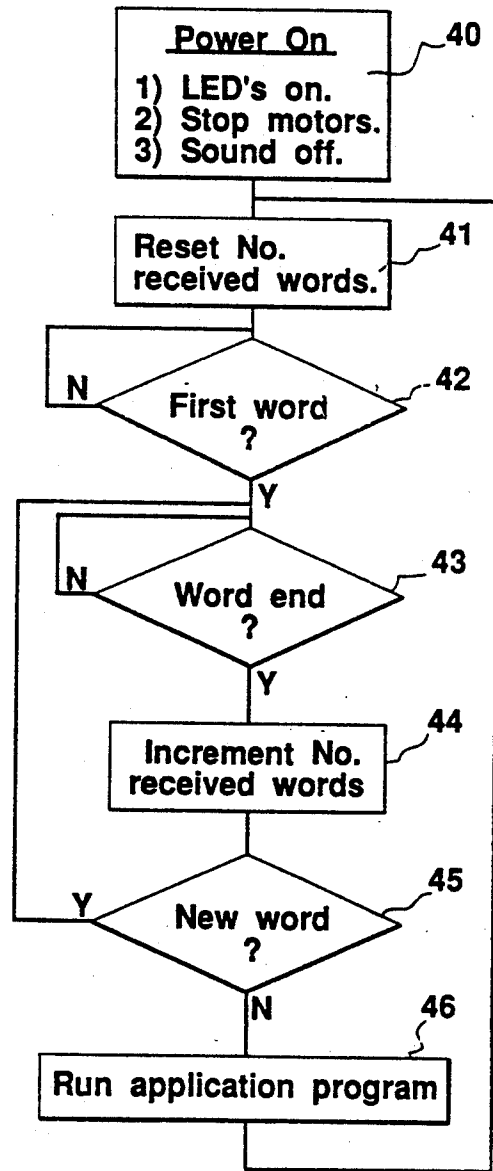 Power On
40
1) LED's on.
2) Stop motors.
3) Sound off.
41
Reset No.
received words.
42
N
First word
?
Y
43
N
Word end
?
Y
44
Increment No.
received words
45
Y
New word
?
N
46
Run application program